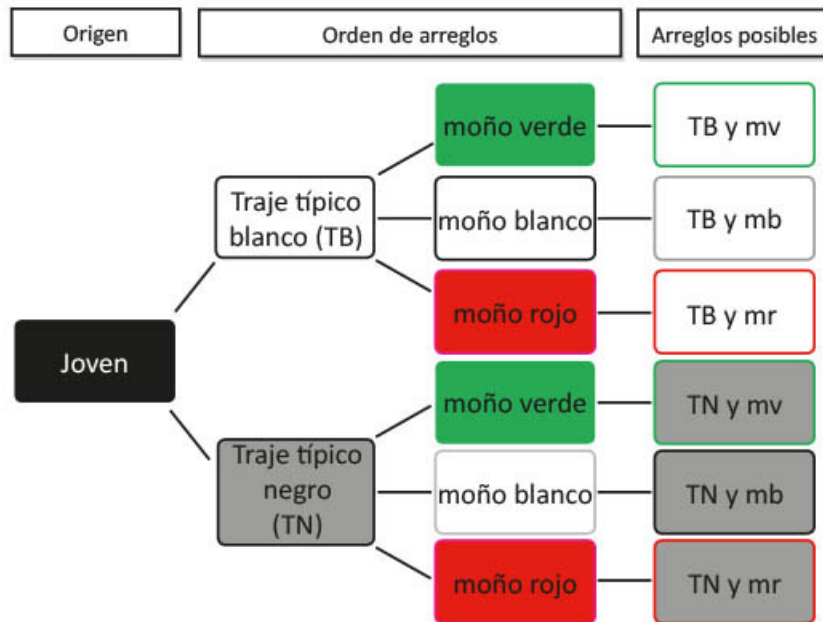 Origen
Orden de arreglos
Arreglos posibles
moño verde
TB y mv
Traje típico
blanco (TB)
moño blanco
TB y mb
moño rojo
TB y mr
Joven
moño verde
TN y mv
Traje típico
negro
(TN)
moño blanco
TN y mb
moño rojo
TN y mr